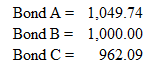 Bond A = 1,049.74
Bond B = 1,000.00
Bond C = 962.09